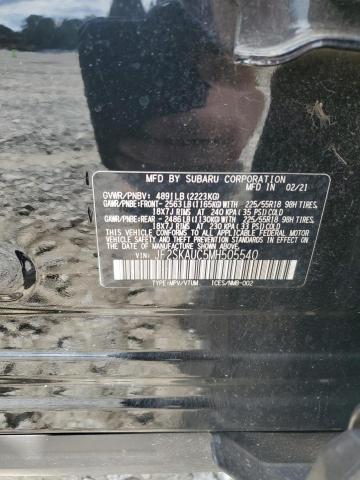 MFD BY SUBARU CORPORATION
MFD IN 02/21
GVWR/PNBV: 4891LB (2223KG)
GAWR/PNBE:FRONT- 2563LB(1165KG)WITH 225/55R18 98H TIRES,
18X7J RIMS AT 240 KPA(35 PSI)COLD
GAWR/PNBE:REAR - 2486LB(1130KG)WITH 225/55R18 98H TIRES,
18X7J RIMS AT 230 KPA(33 PSI)COLD
THIS VEHICLE CONFORMS TO ALL APPLICABLE
FEDERAL MOTOR VEHICLE SAFETY
STANDARDS IN EFFECT ON THE DATE OF
MANUFACTURE SHOWN ABOVE.
VIN: JF2SKAUC5MH505540
TYPE:MPV/VTUM ICES/NMB-002